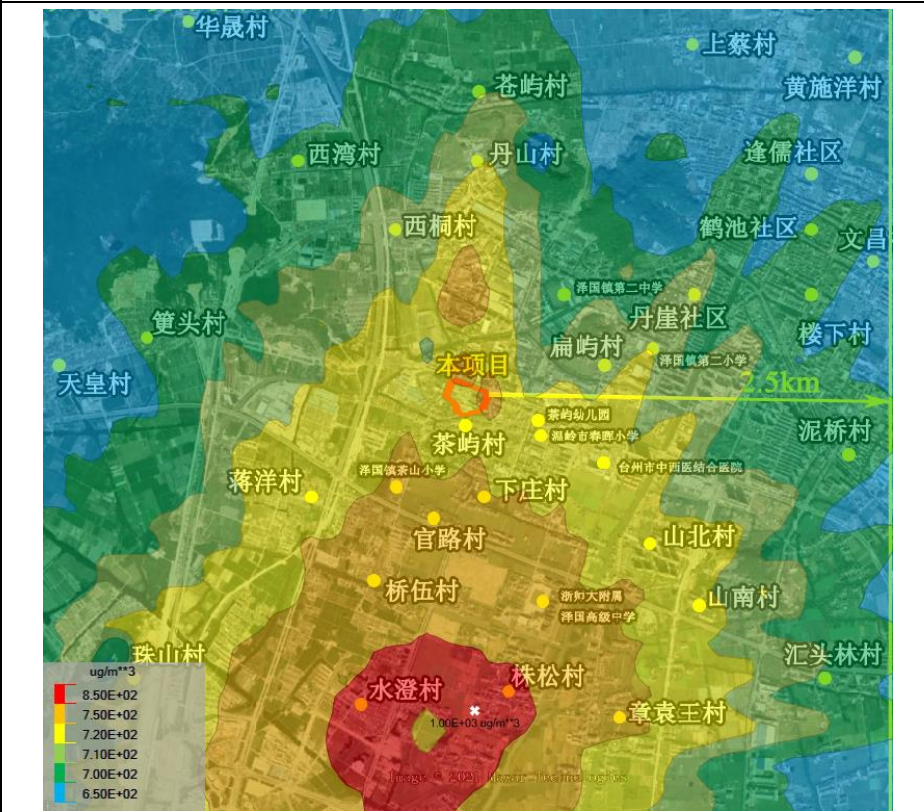 华晟村
上蔡村
黄施洋村
苍屿村
西湾村
丹山村
逢儒社区
西桐村
鹤池社区
文昌
泽国镇第二中学
丹崖社区
箄头村
扁屿村
楼下村
泽国镇第二小学
天皇村
本项目
2.5km
茶屿幼儿园
温岭市春晖小学
泥桥村
茶屿村
台州市中西医结合医院
泽国镇茶山小学
蒋洋村
下庄村
官路村
山北村
桥伍村
浙师大附属
泽国高级中学
山南村
珠山村
汇头林村
ug/m**3
8.50E+02
7.50E+02
7.20E+02
7.10E+02
7.00E+02
6.50E+02
水澄村
株松村
1.00E+03 ug/m**3
章袁王村
Image © 2021 Maxar Technologies